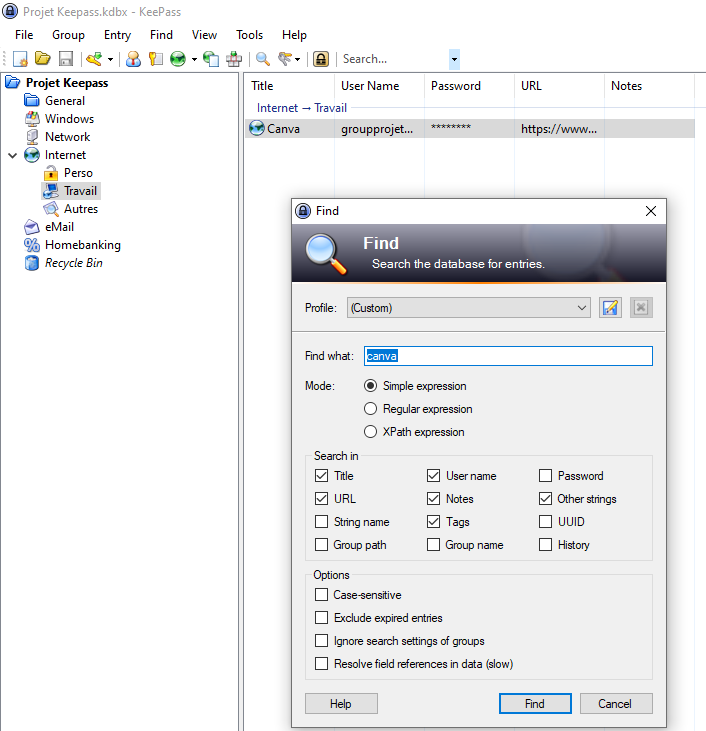 Projet Keepass.kdbx - KeePass
File Group Entry Find View Tools Help
Search...
Projet Keepass
General
Windows
Network
Internet
Perso
Travail
Autres
eMail
Homebanking
Recycle Bin
Title User Name Password URL Notes
Internet → Travail
Canva groupprojet... ******** https://www...
Find
Find
Search the database for entries.
Profile: (Custom)
Find what: canva
Mode: Simple expression
Regular expression
XPath expression
Search in
Title User name Password
URL Notes Other strings
String name Tags UUID
Group path Group name History
Options
Case-sensitive
Exclude expired entries
Ignore search settings of groups
Resolve field references in data (slow)
Help Find Cancel